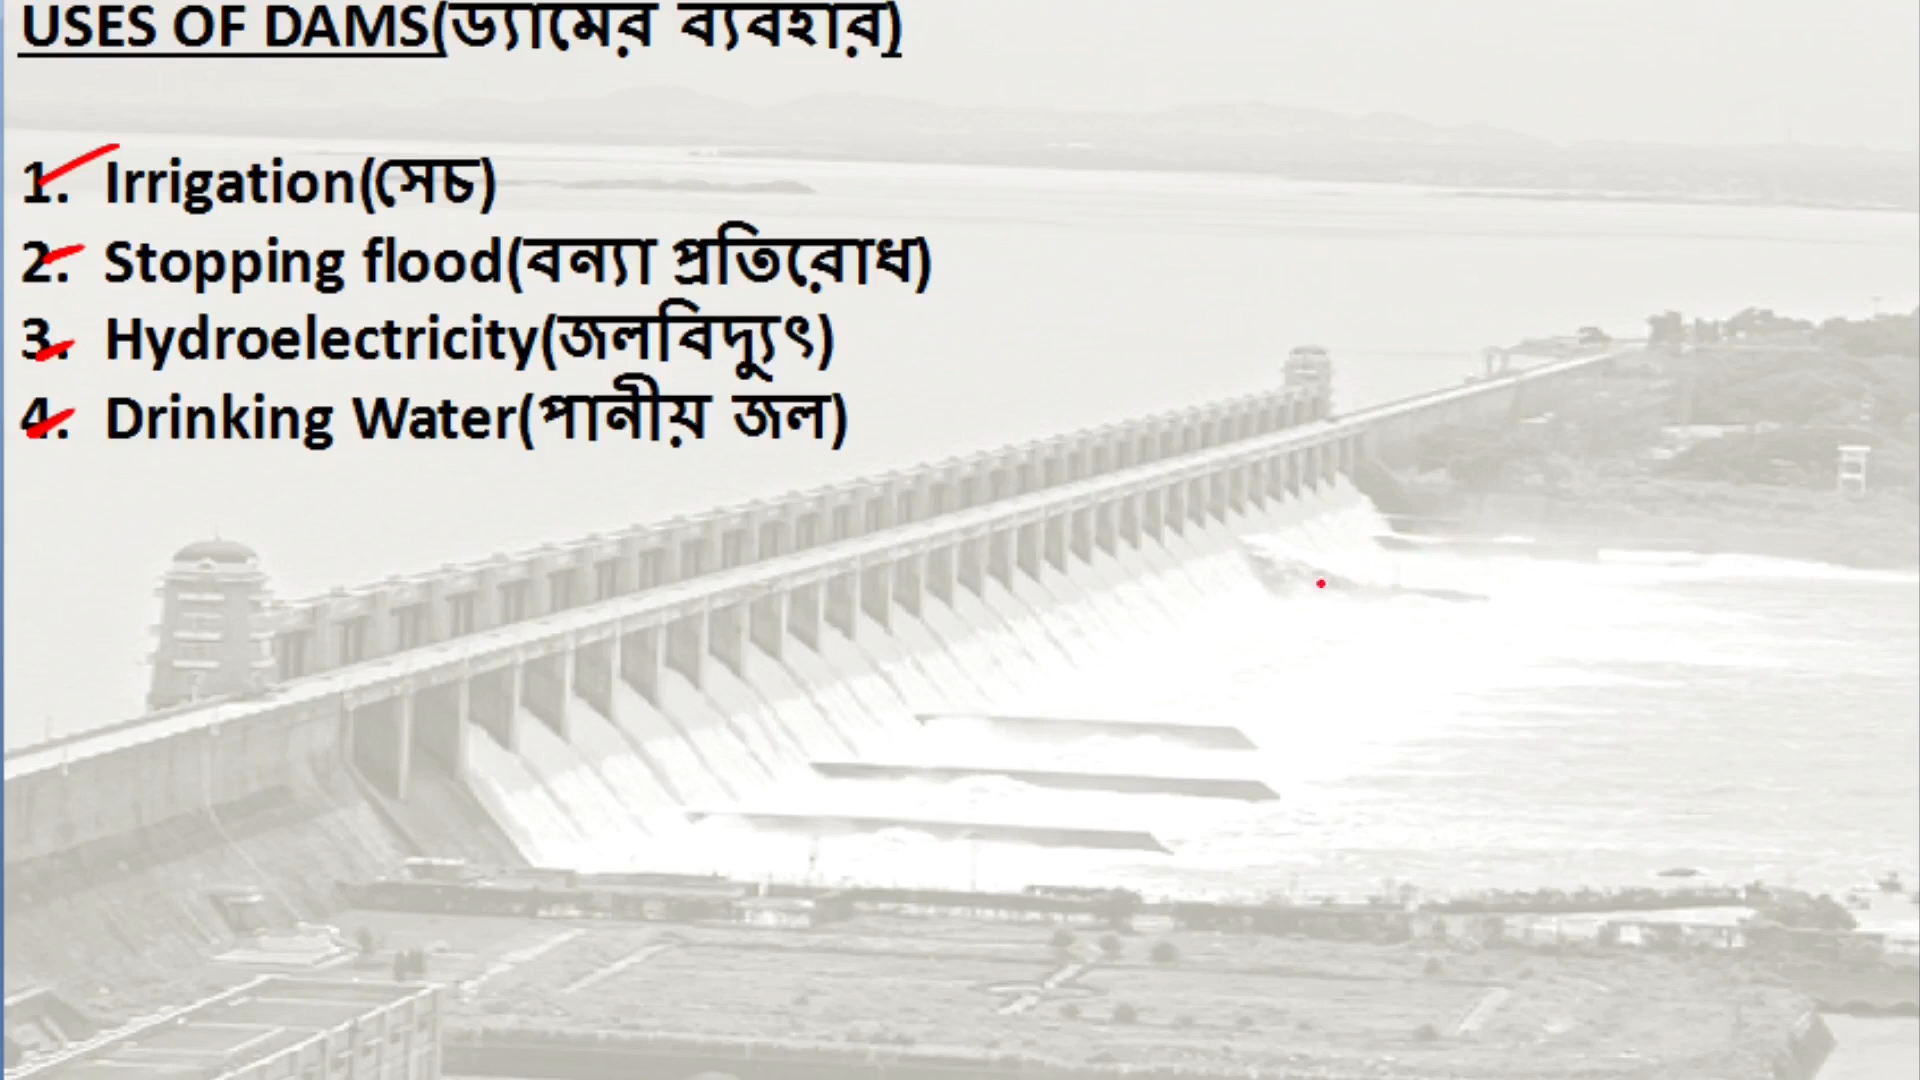 USES OF DAMS(ড্যামের ব্যবহার)
1. Irrigation(সেচ)
2. Stopping flood(বন্যা প্রতিরোধ)
3. Hydroelectricity(জলবিদ্যুৎ)
4. Drinking Water(পানীয় জল)